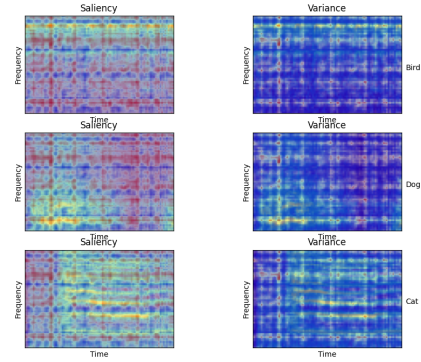 Saliency
Variance
Frequency
Frequency
Bird
Time
Time
Saliency
Variance
Frequency
Frequency
Dog
Time
Time
Saliency
Variance
Frequency
Frequency
Cat
Time
Time